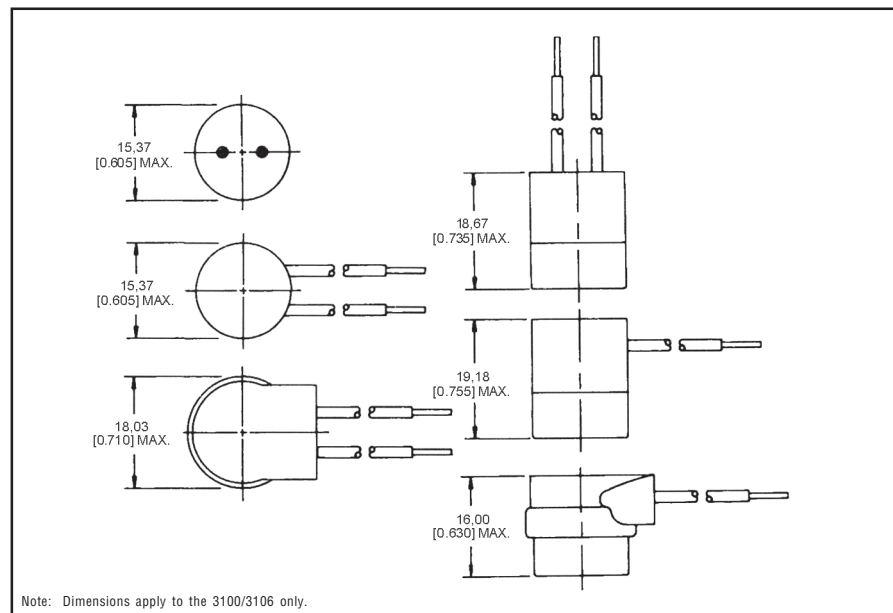 15,37
[0.605] MAX.
15,37
[0.605] MAX.
18,03
[0.710] MAX.
18,67
[0.735] MAX.
19,18
[0.755] MAX.
16,00
[0.630] MAX.
Note: Dimensions apply to the 3100/3106 only.